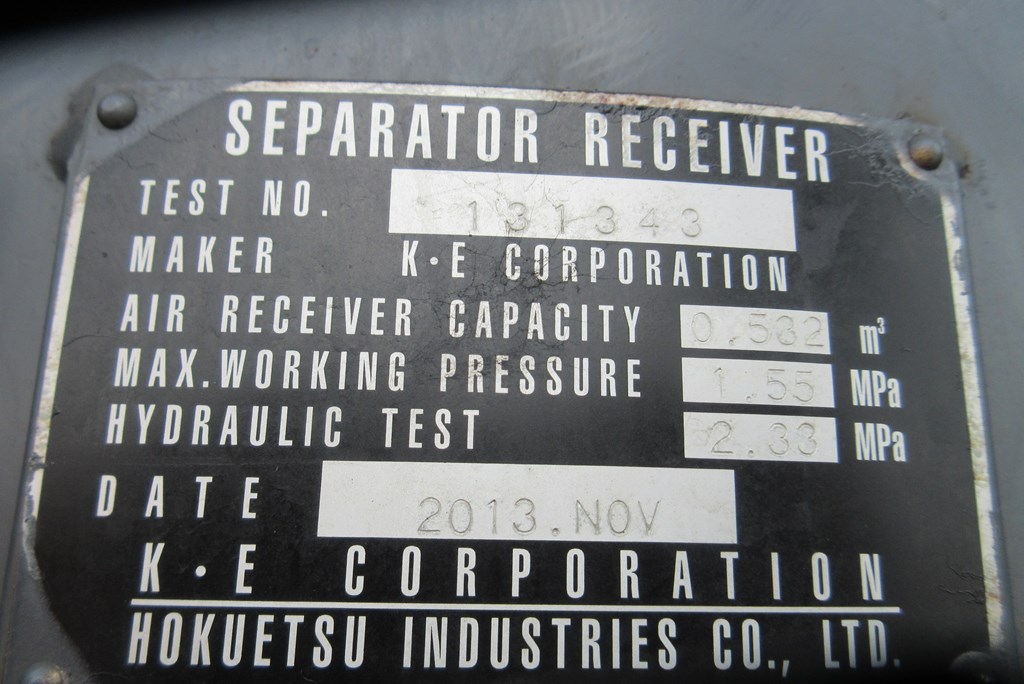 SEPARATOR RECEIVER
TEST NO. 131343
MAKER K·E CORPORATION
AIR RECEIVER CAPACITY 0.532 m³
MAX.WORKING PRESSURE 1.55 MPa
HYDRAULIC TEST 2.33 MPa
DATE 2013.NOV
K·E CORPORATION
HOKUETSU INDUSTRIES CO., LTD.